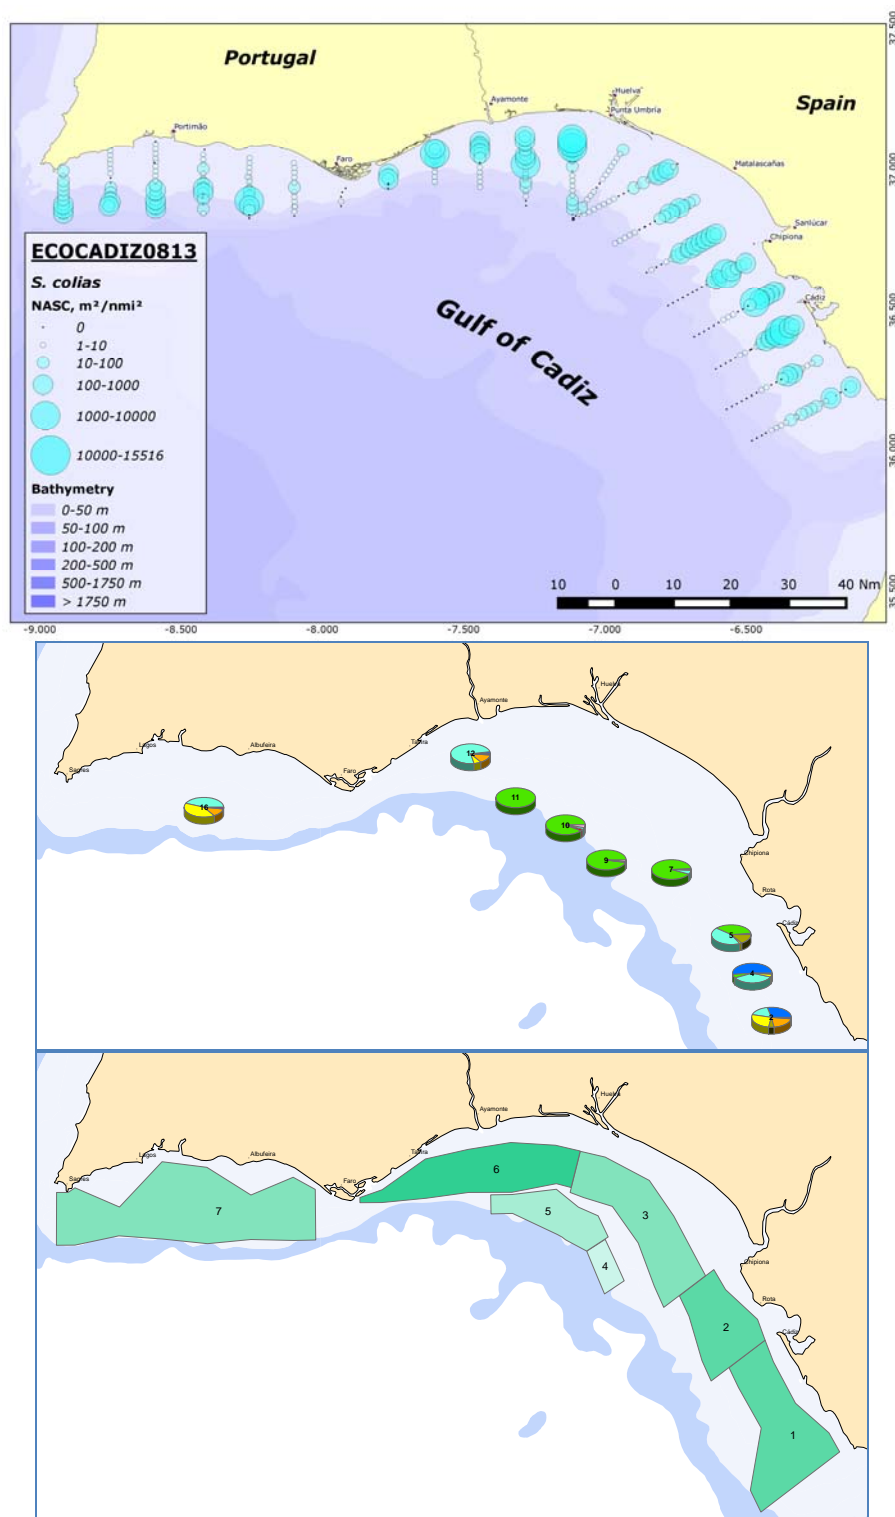 Portugal
Spain
Portimão
Faro
Ayamonte
Huelva
Punta Umbría
Matalascañas
Sanlúcar
Chipiona
Cádiz
Gulf of Cadiz
ECOCADIZ0813
S. colias
NASC, m²/nmi²
0
1-10
10-100
100-1000
1000-10000
10000-15516
Bathymetry
0-50 m
50-100 m
100-200 m
200-500 m
500-1750 m
> 1750 m
10 0 10 20 30 40 Nm
37.500
37.000
36.500
36.000
35.500
-9.000 -8.500 -8.000 -7.500 -7.000 -6.500
Huelva
Ayamonte
Tavira
Lagos
Albufeira
Sagres
Faro
Chipiona
Rota
Cádiz
12
16
11
10
9
7
5
4
2
Huelva
Ayamonte
Tavira
Lagos
Albufeira
Sagres
Faro
Chipiona
Rota
Cádiz
6
7
5
3
4
2
1